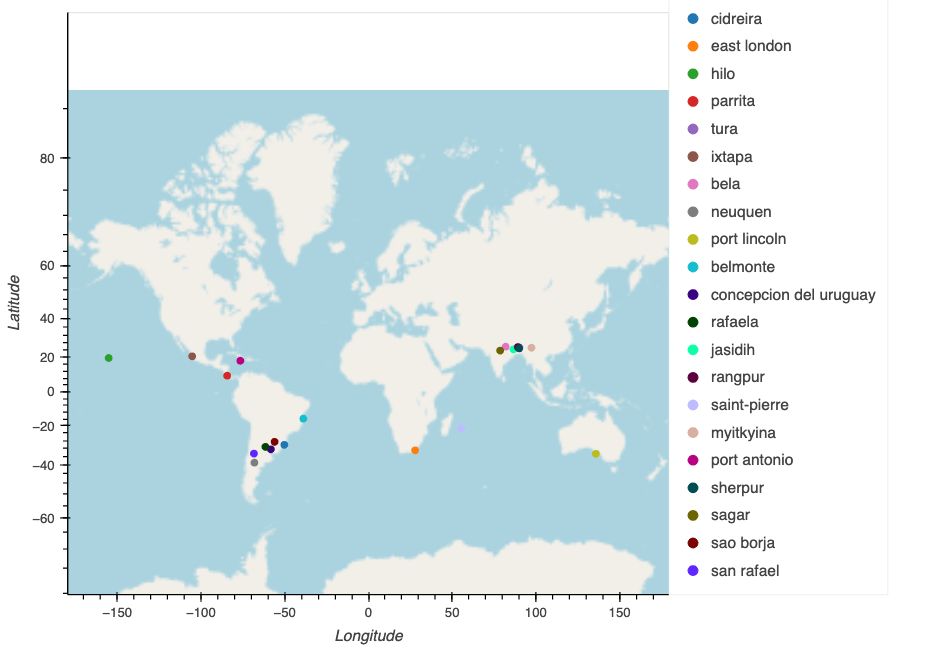 Latitude
80
60
40
20
0
−20
−40
−60
−150
−100
−50
0
50
100
150
Longitude
cidreira
east london
hilo
parrita
tura
ixtapa
bela
neuquen
port lincoln
belmonte
concepcion del uruguay
rafaela
jasidih
rangpur
saint-pierre
myitkyina
port antonio
sherpur
sagar
sao borja
san rafael